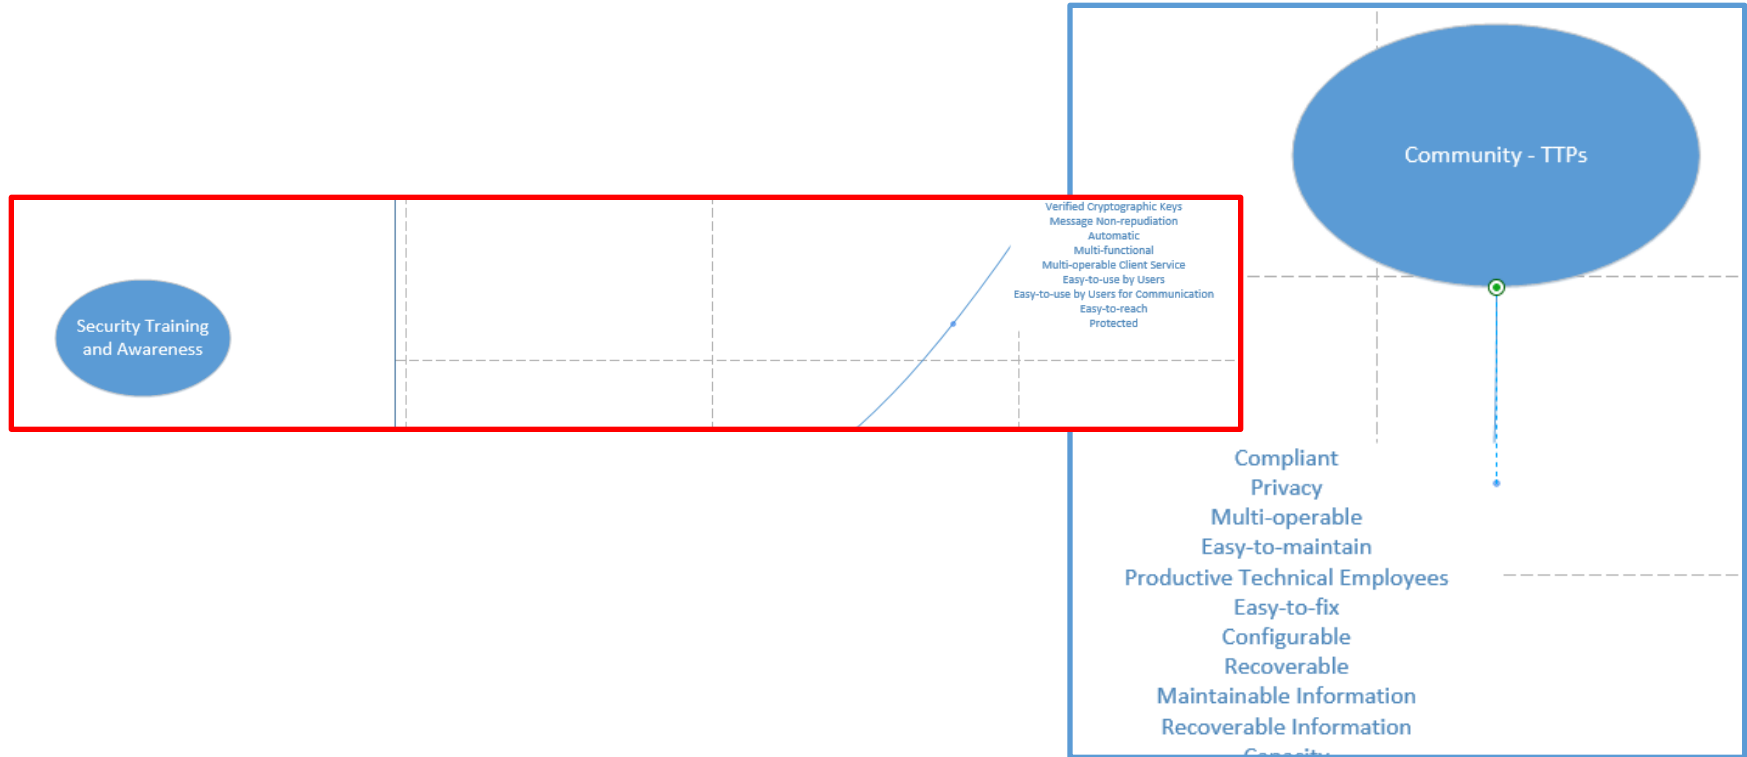 Community - TTPs
Verified Cryptographic Keys
Message Non-repudiation
Automatic
Multi-functional
Multi-operable Client Service
Easy-to-use by Users
Easy-to-use by Users for Communication
Easy-to-reach
Protected
Security Training
and Awareness
Compliant
Privacy
Multi-operable
Easy-to-maintain
Productive Technical Employees
Easy-to-fix
Configurable
Recoverable
Maintainable Information
Recoverable Information
Capacity